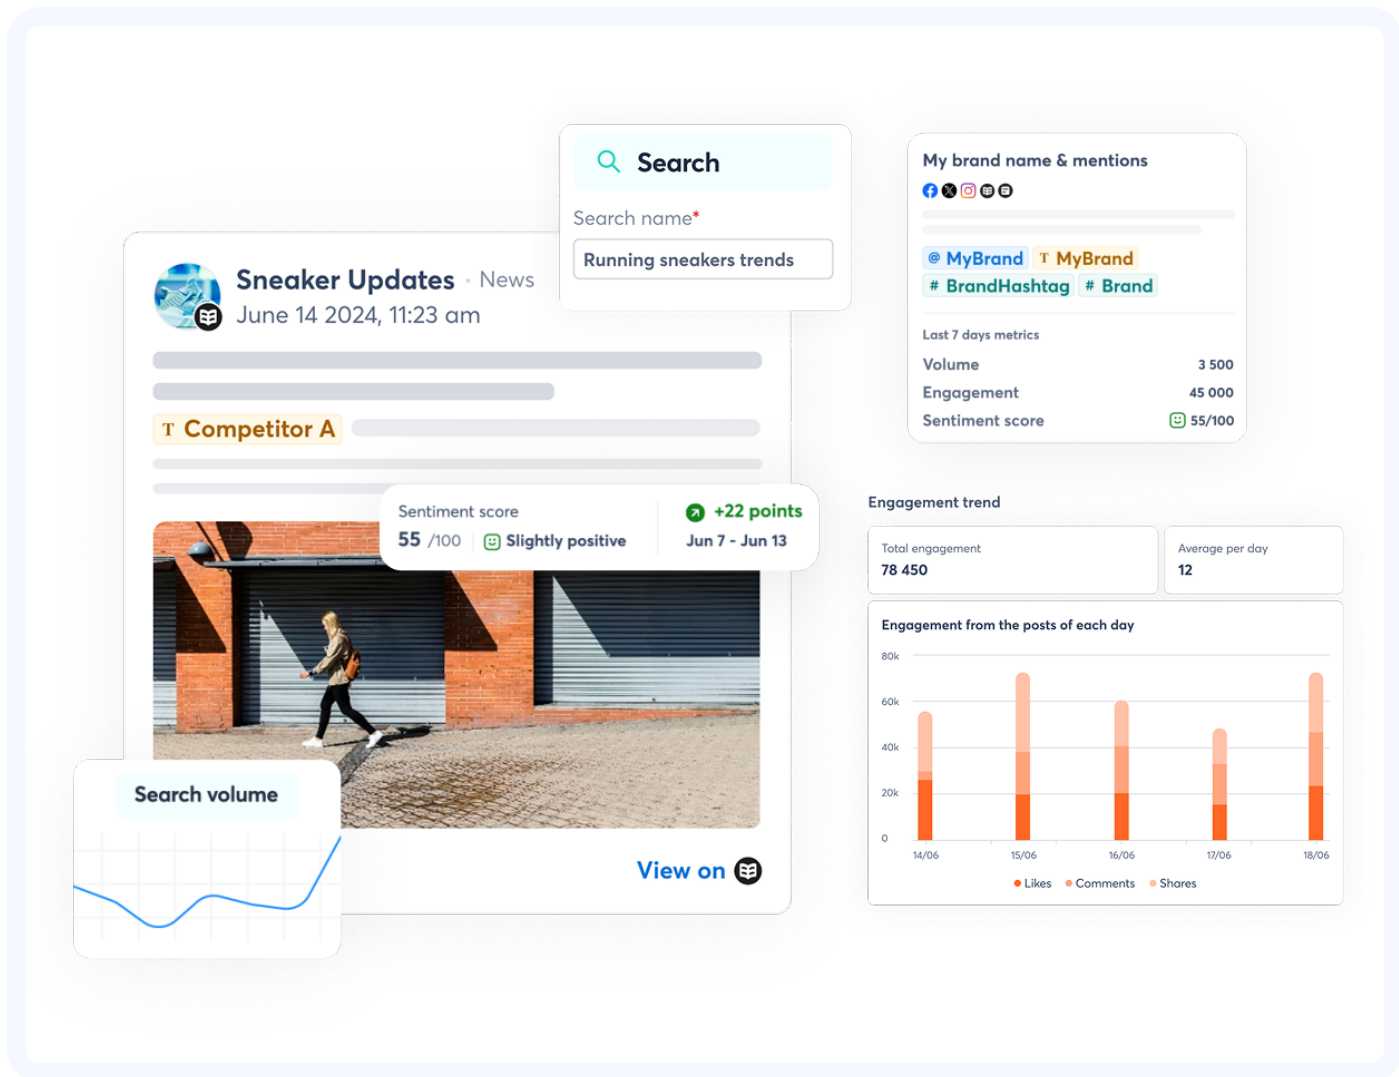 Search
Search name*
Running sneakers trends
Sneaker Updates • News
June 14 2024, 11:23 am
T Competitor A
Sentiment score
55 /100 Slightly positive
+22 points
Jun 7 - Jun 13
View on
Search volume
My brand name & mentions
@ MyBrand T MyBrand
# BrandHashtag # Brand
Last 7 days metrics
Volume 3 500
Engagement 45 000
Sentiment score 55/100
Engagement trend
Total engagement
78 450
Average per day
12
Engagement from the posts of each day
80k
60k
40k
20k
0
14/06 15/06 16/06 17/06 18/06
Likes Comments Shares